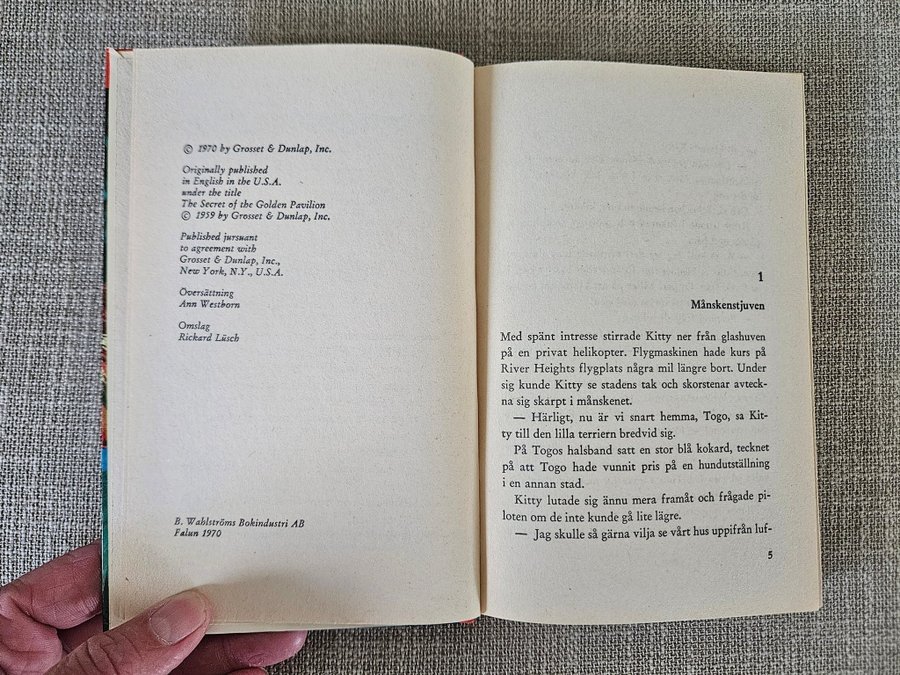 © 1970 by Grosset & Dunlap, Inc.
Originally published
in English in the U.S.A.
under the title
The Secret of the Golden Pavilion
© 1959 by Grosset & Dunlap, Inc.
Published jursuant
to agreement with
Grosset & Dunlap, Inc.,
New York, N.Y., U.S.A.
Översättning
Ann Westborn
Omslag
Rickard Lüsch
B. Wahlströms Bokindustri AB
Falun 1970
1
Månskenstjuven
Med spänt intresse stirrade Kitty ner från glashuven
på en privat helikopter. Flygmaskinen hade kurs på
River Heights flygplats några mil längre bort. Under
sig kunde Kitty se stadens tak och skorstenar avteck-
na sig skarpt i månskenet.
— Härligt, nu är vi snart hemma, Togo, sa Kit-
ty till den lilla terriern bredvid sig.
På Togos halsband satt en stor blå kokard, tecknet
på att Togo hade vunnit pris på en hundutställning
i en annan stad.
Kitty lutade sig ännu mera framåt och frågade pi-
loten om de inte kunde gå lite lägre.
— Jag skulle så gärna vilja se vårt hus uppifrån luf-
5